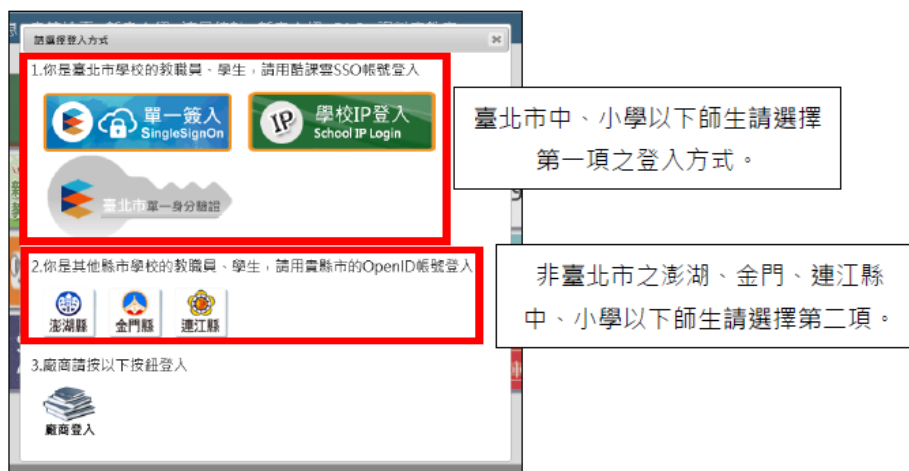 請選擇登入方式
1.你是臺北市學校的教職員、學生，請用酷課雲SSO帳號登入
單一簽入
SingleSignOn
IP
學校IP登入
School IP Login
臺北市單一身分驗證
臺北市中、小學以下師生請選擇
第一項之登入方式。
2.你是其他縣市學校的教職員、學生，請用貴縣市的OpenID帳號登入
澎湖縣
金門縣
連江縣
非臺北市之澎湖、金門、連江縣
中、小學以下師生請選擇第二項。
3.廠商請按以下按鈕登入
廠商登入